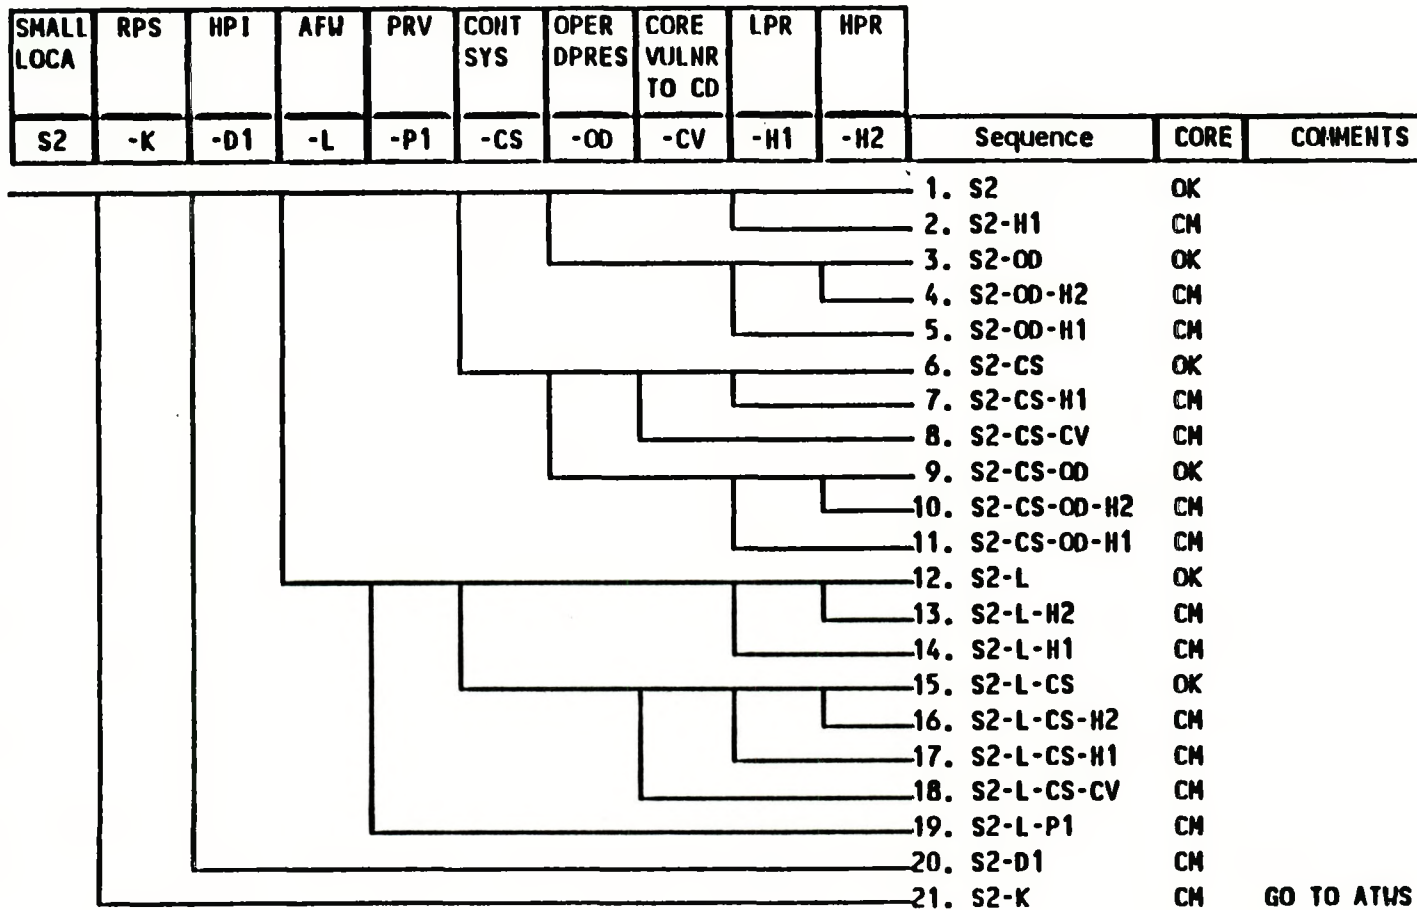 SMALL LOCA RPS HPI AFW PRV CONT SYS OPER DPRES CORE VULNR TO CD LPR HPR
S2 -K -D1 -L -P1 -CS -OD -CV -H1 -H2 Sequence CORE COMMENTS
1. S2 OK
2. S2-H1 CM
3. S2-OD OK
4. S2-OD-H2 CM
5. S2-OD-H1 CM
6. S2-CS OK
7. S2-CS-H1 CM
8. S2-CS-CV CM
9. S2-CS-OD OK
10. S2-CS-OD-H2 CM
11. S2-CS-OD-H1 CM
12. S2-L OK
13. S2-L-H2 CM
14. S2-L-H1 CM
15. S2-L-CS OK
16. S2-L-CS-H2 CM
17. S2-L-CS-H1 CM
18. S2-L-CS-CV CM
19. S2-L-P1 CM
20. S2-D1 CM
21. S2-K CM GO TO ATWS